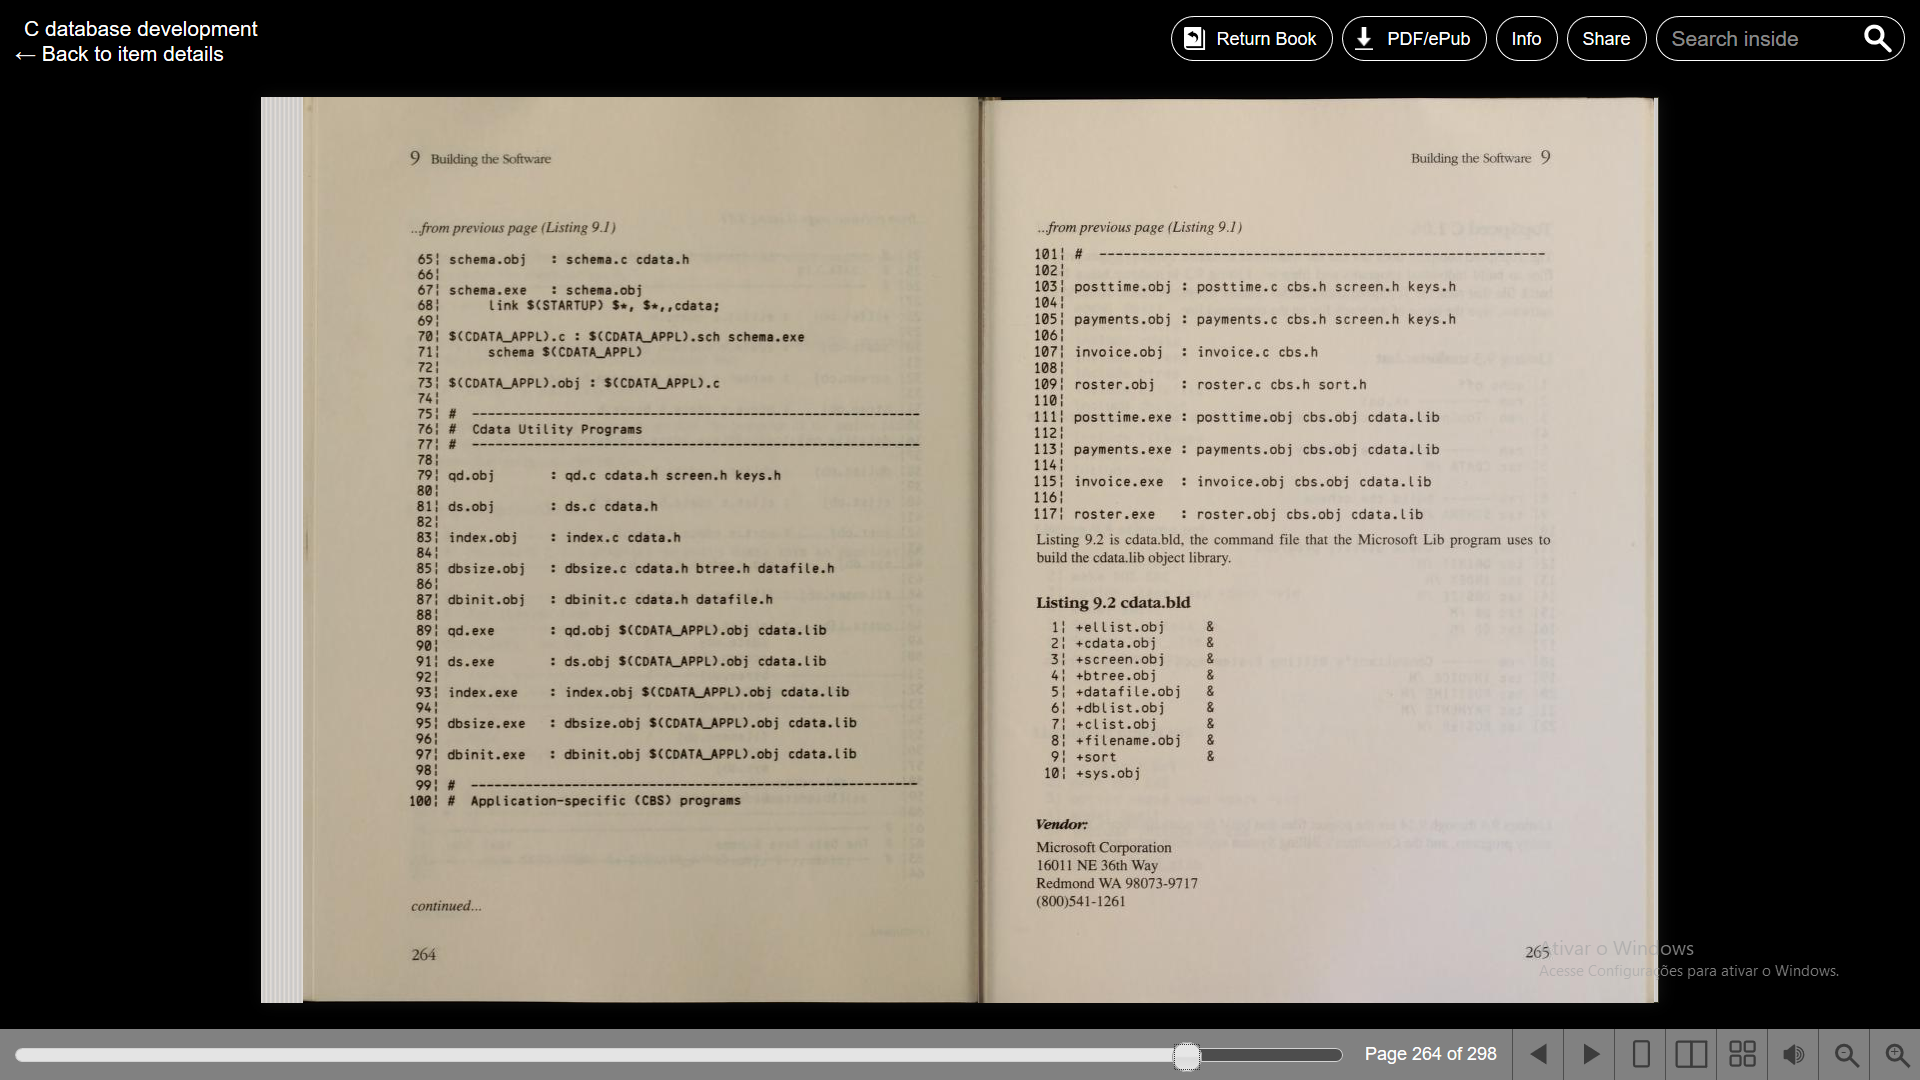 C database development
← Back to item details
Return Book
PDF/ePub
Info
Share
Search inside
9 Building the Software
...from previous page (Listing 9.1)
65¦ schema.obj : schema.c cdata.h
66¦
67¦ schema.exe : schema.obj
68¦ link $(STARTUP) $*, $*,,cdata;
69¦
70¦ $(CDATA_APPL).c : $(CDATA_APPL).sch schema.exe
71¦ schema $(CDATA_APPL)
72¦
73¦ $(CDATA_APPL).obj : $(CDATA_APPL).c
74¦
75¦ # ----------------------------------------------------------
76¦ # Cdata Utility Programs
77¦ # ----------------------------------------------------------
78¦
79¦ qd.obj : qd.c cdata.h screen.h keys.h
80¦
81¦ ds.obj : ds.c cdata.h
82¦
83¦ index.obj : index.c cdata.h
84¦
85¦ dbsize.obj : dbsize.c cdata.h btree.h datafile.h
86¦
87¦ dbinit.obj : dbinit.c cdata.h datafile.h
88¦
89¦ qd.exe : qd.obj $(CDATA_APPL).obj cdata.lib
90¦
91¦ ds.exe : ds.obj $(CDATA_APPL).obj cdata.lib
92¦
93¦ index.exe : index.obj $(CDATA_APPL).obj cdata.lib
94¦
95¦ dbsize.exe : dbsize.obj $(CDATA_APPL).obj cdata.lib
96¦
97¦ dbinit.exe : dbinit.obj $(CDATA_APPL).obj cdata.lib
98¦
99¦ # ----------------------------------------------------------
100¦ # Application-specific (CBS) programs
continued...
264
Building the Software 9
...from previous page (Listing 9.1)
101¦ # ----------------------------------------------------------
102¦
103¦ posttime.obj : posttime.c cbs.h screen.h keys.h
104¦
105¦ payments.obj : payments.c cbs.h screen.h keys.h
106¦
107¦ invoice.obj : invoice.c cbs.h
108¦
109¦ roster.obj : roster.c cbs.h sort.h
110¦
111¦ posttime.exe : posttime.obj cbs.obj cdata.lib
112¦
113¦ payments.exe : payments.obj cbs.obj cdata.lib
114¦
115¦ invoice.exe : invoice.obj cbs.obj cdata.lib
116¦
117¦ roster.exe : roster.obj cbs.obj cdata.lib
Listing 9.2 is cdata.bld, the command file that the Microsoft Lib program uses to
build the cdata.lib object library.
Listing 9.2 cdata.bld
1¦ +ellist.obj &
2¦ +cdata.obj &
3¦ +screen.obj &
4¦ +btree.obj &
5¦ +datafile.obj &
6¦ +dblist.obj &
7¦ +clist.obj &
8¦ +filename.obj &
9¦ +sort &
10¦ +sys.obj
Vendor:
Microsoft Corporation
16011 NE 36th Way
Redmond WA 98073-9717
(800)541-1261
265
Ativar o Windows
Acesse Configurações para ativar o Windows.
Page 264 of 298